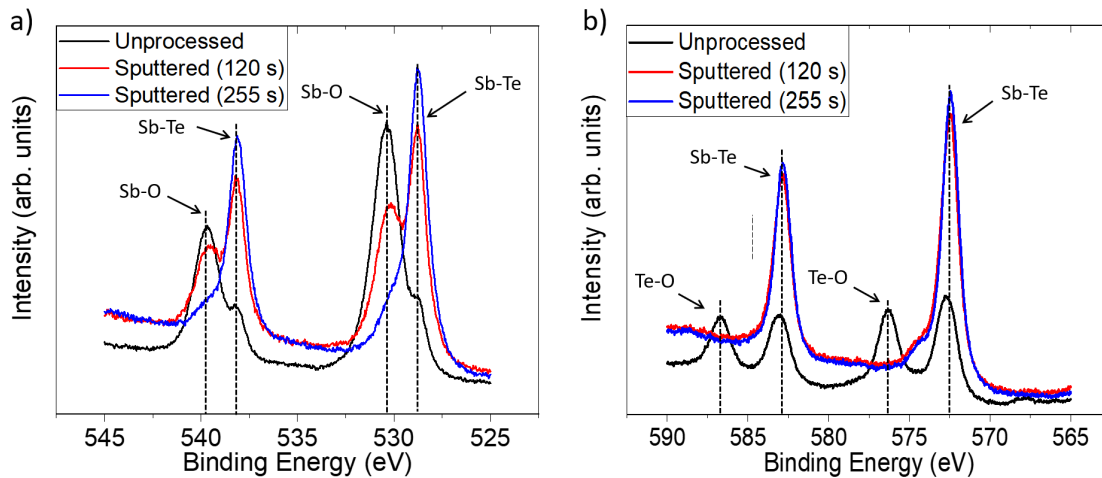 a)
Unprocessed
Sputtered (120 s)
Sputtered (255 s)
Sb-O
Sb-Te
Sb-Te
Sb-O
Intensity (arb. units)
545 540 535 530 525
Binding Energy (eV)
b)
Unprocessed
Sputtered (120 s)
Sputtered (255 s)
Sb-Te
Sb-Te
Te-O
Te-O
Intensity (arb. units)
590 585 580 575 570 565
Binding Energy (eV)